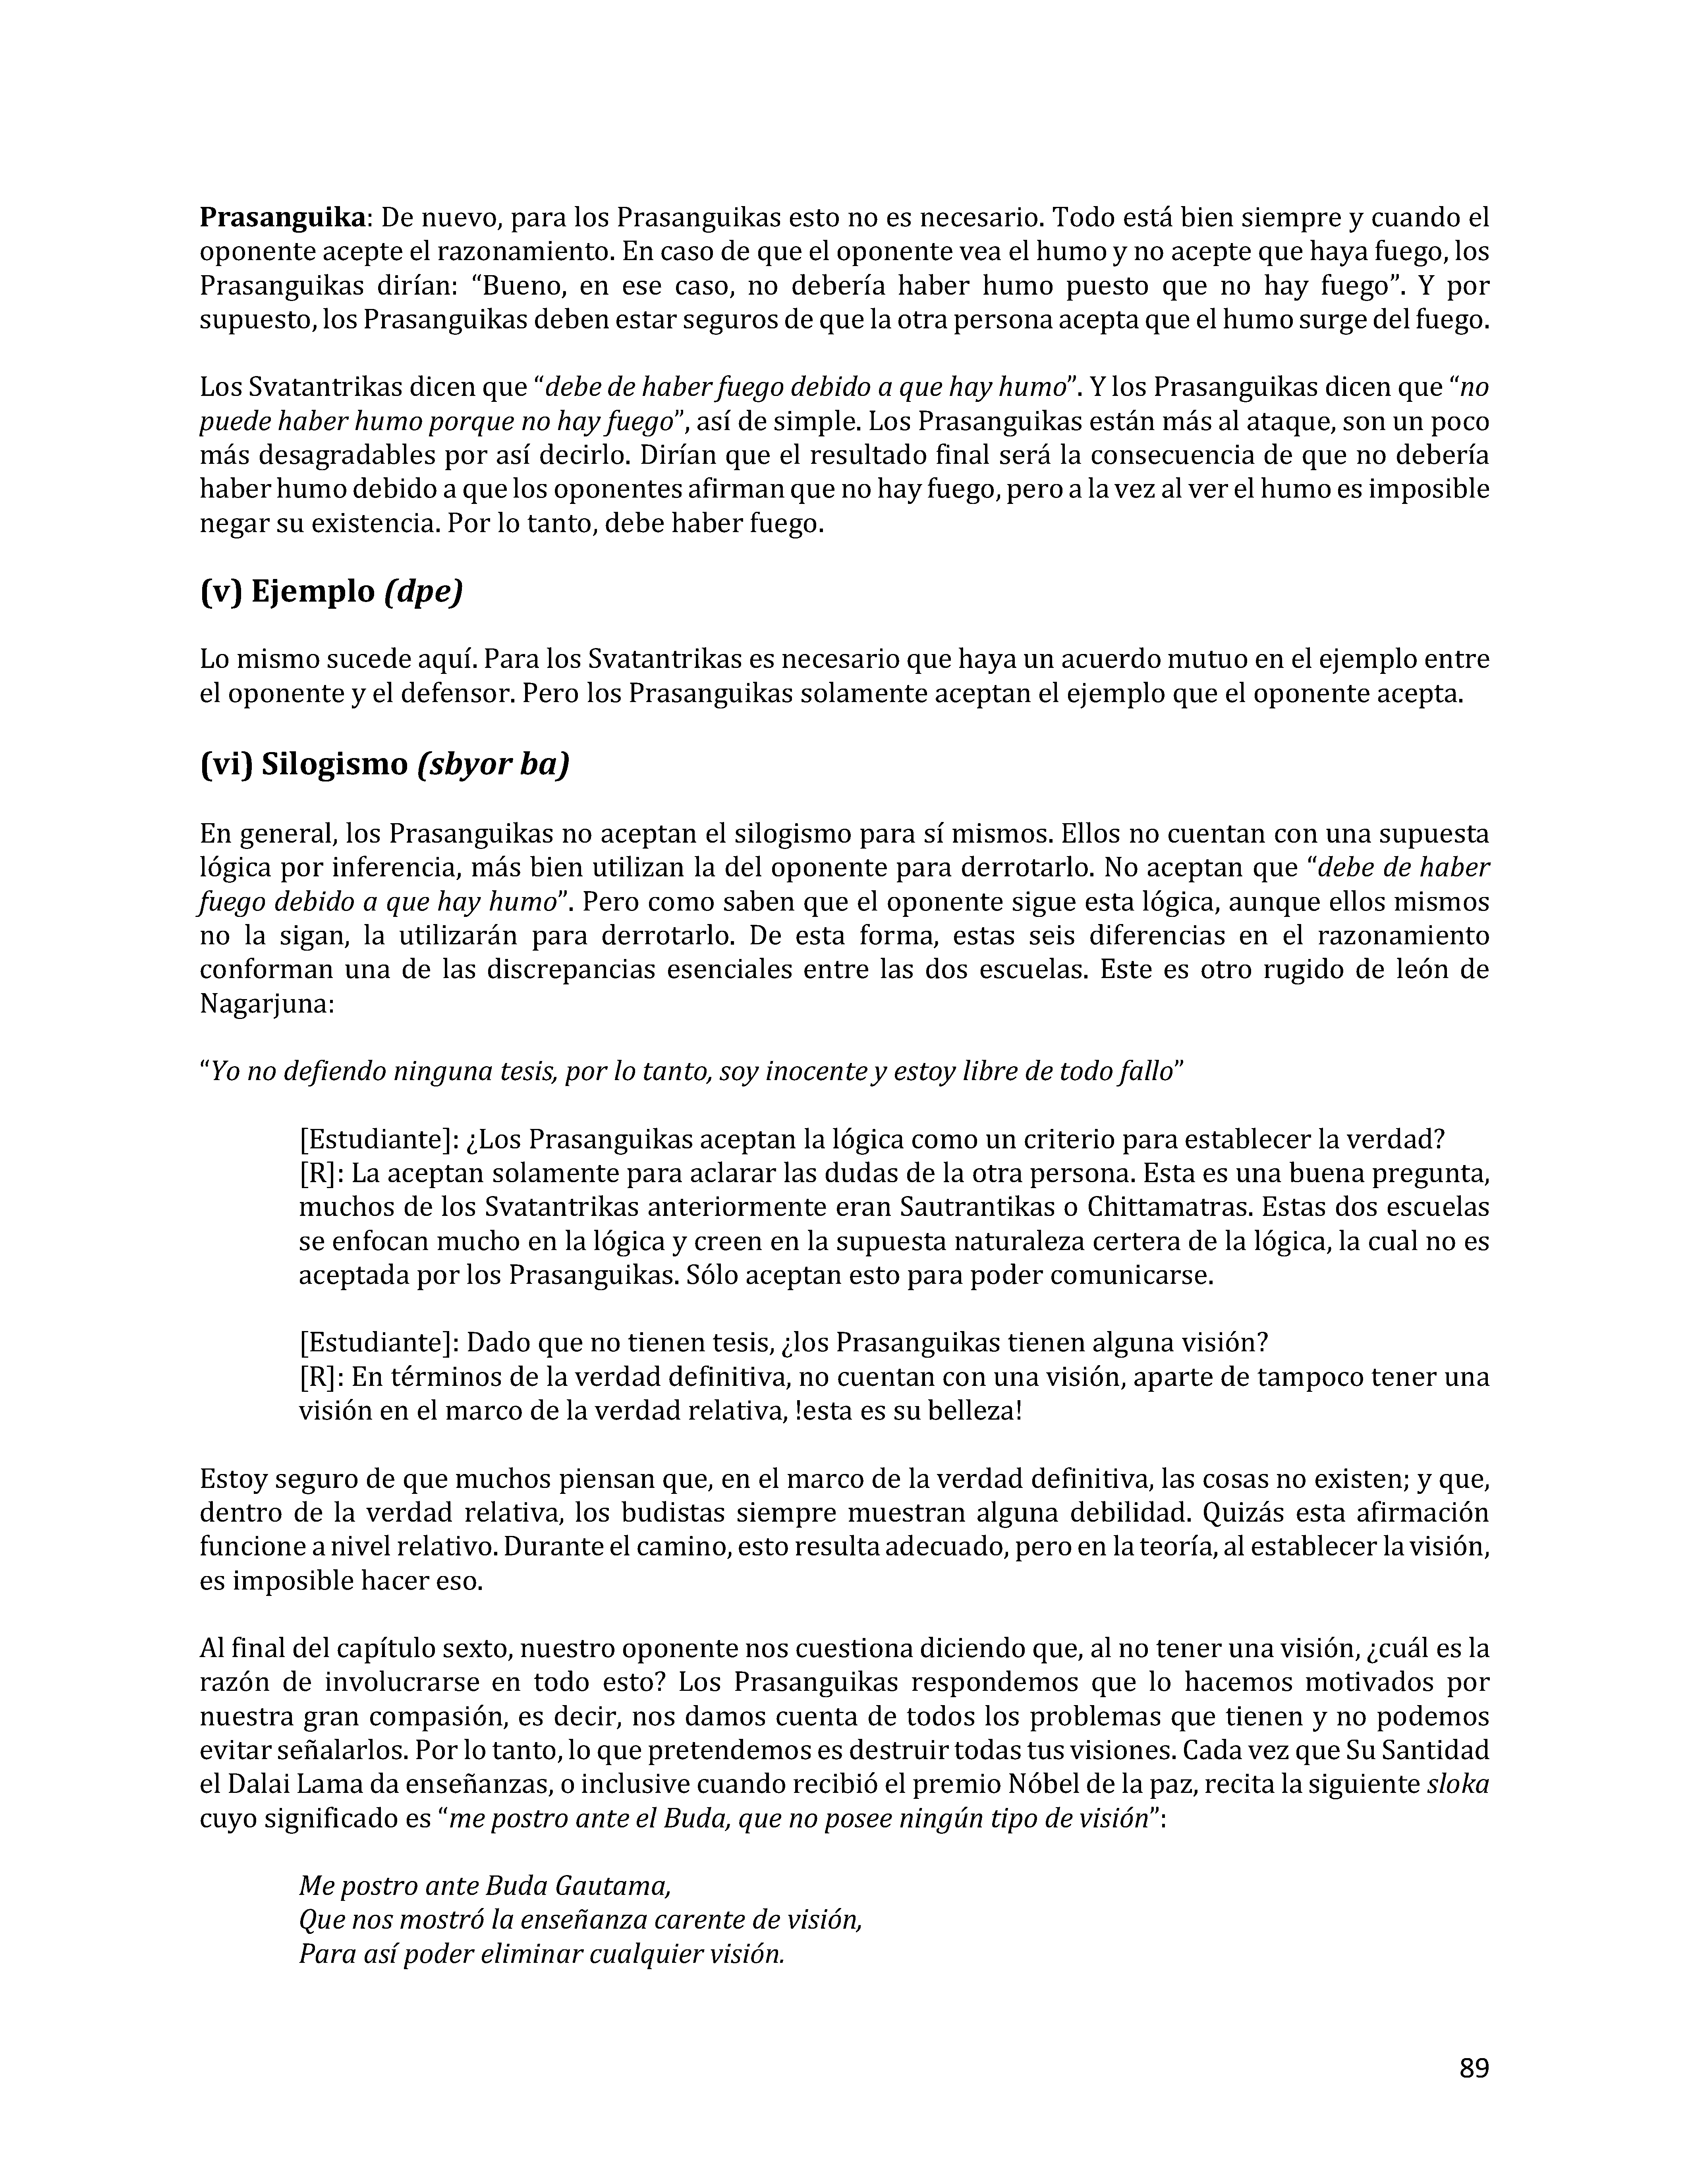 Prasanguika: De nuevo, para los Prasanguikas esto no es necesario. Todo está bien siempre y cuando el
oponente acepte el razonamiento. En caso de que el oponente vea el humo y no acepte que haya fuego, los
Prasanguikas dirían: “Bueno, en ese caso, no debería haber humo puesto que no hay fuego”. Y por
supuesto, los Prasanguikas deben estar seguros de que la otra persona acepta que el humo surge del fuego.
Los Svatantrikas dicen que “debe de haber fuego debido a que hay humo”. Y los Prasanguikas dicen que “no
puede haber humo porque no hay fuego”, así de simple. Los Prasanguikas están más al ataque, son un poco
más desagradables por así decirlo. Dirían que el resultado final será la consecuencia de que no debería
haber humo debido a que los oponentes afirman que no hay fuego, pero a la vez al ver el humo es imposible
negar su existencia. Por lo tanto, debe haber fuego.
(v) Ejemplo (dpe)
Lo mismo sucede aquí. Para los Svatantrikas es necesario que haya un acuerdo mutuo en el ejemplo entre
el oponente y el defensor. Pero los Prasanguikas solamente aceptan el ejemplo que el oponente acepta.
(vi) Silogismo (sbyor ba)
En general, los Prasanguikas no aceptan el silogismo para sí mismos. Ellos no cuentan con una supuesta
lógica por inferencia, más bien utilizan la del oponente para derrotarlo. No aceptan que “debe de haber
fuego debido a que hay humo”. Pero como saben que el oponente sigue esta lógica, aunque ellos mismos
no la sigan, la utilizarán para derrotarlo. De esta forma, estas seis diferencias en el razonamiento
conforman una de las discrepancias esenciales entre las dos escuelas. Este es otro rugido de león de
Nagarjuna:
“Yo no defiendo ninguna tesis, por lo tanto, soy inocente y estoy libre de todo fallo”
[Estudiante]: ¿Los Prasanguikas aceptan la lógica como un criterio para establecer la verdad?
[R]: La aceptan solamente para aclarar las dudas de la otra persona. Esta es una buena pregunta,
muchos de los Svatantrikas anteriormente eran Sautrantikas o Chittamatras. Estas dos escuelas
se enfocan mucho en la lógica y creen en la supuesta naturaleza certera de la lógica, la cual no es
aceptada por los Prasanguikas. Sólo aceptan esto para poder comunicarse.
[Estudiante]: Dado que no tienen tesis, ¿los Prasanguikas tienen alguna visión?
[R]: En términos de la verdad definitiva, no cuentan con una visión, aparte de tampoco tener una
visión en el marco de la verdad relativa, !esta es su belleza!
Estoy seguro de que muchos piensan que, en el marco de la verdad definitiva, las cosas no existen; y que,
dentro de la verdad relativa, los budistas siempre muestran alguna debilidad. Quizás esta afirmación
funcione a nivel relativo. Durante el camino, esto resulta adecuado, pero en la teoría, al establecer la visión,
es imposible hacer eso.
Al final del capítulo sexto, nuestro oponente nos cuestiona diciendo que, al no tener una visión, ¿cuál es la
razón de involucrarse en todo esto? Los Prasanguikas respondemos que lo hacemos motivados por
nuestra gran compasión, es decir, nos damos cuenta de todos los problemas que tienen y no podemos
evitar señalarlos. Por lo tanto, lo que pretendemos es destruir todas tus visiones. Cada vez que Su Santidad
el Dalai Lama da enseñanzas, o inclusive cuando recibió el premio Nóbel de la paz, recita la siguiente sloka
cuyo significado es “me postro ante el Buda, que no posee ningún tipo de visión”:
Me postro ante Buda Gautama,
Que nos mostró la enseñanza carente de visión,
Para así poder eliminar cualquier visión.
89